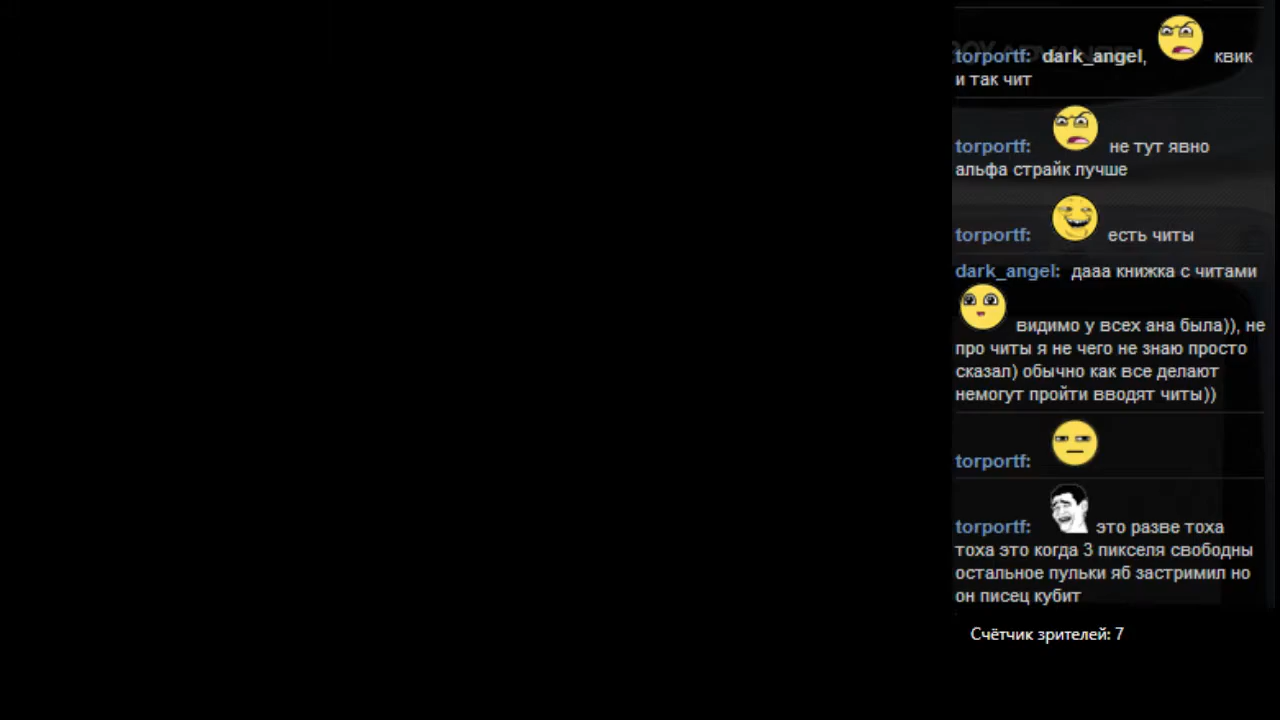 torportf: dark_angel, квик
и так чит
torportf: не тут явно
альфа страйк лучше
torportf: есть читы
dark_angel: дааа книжка с читами
видимо у всех ана была)), не
про читы я не чего не знаю просто
сказал) обычно как все делают
немогут пройти вводят читы))
torportf:
torportf: это разве тоха
тоха это когда 3 пикселя свободны
остальное пульки яб застримил но
он писец кубит
Счётчик зрителей: 7